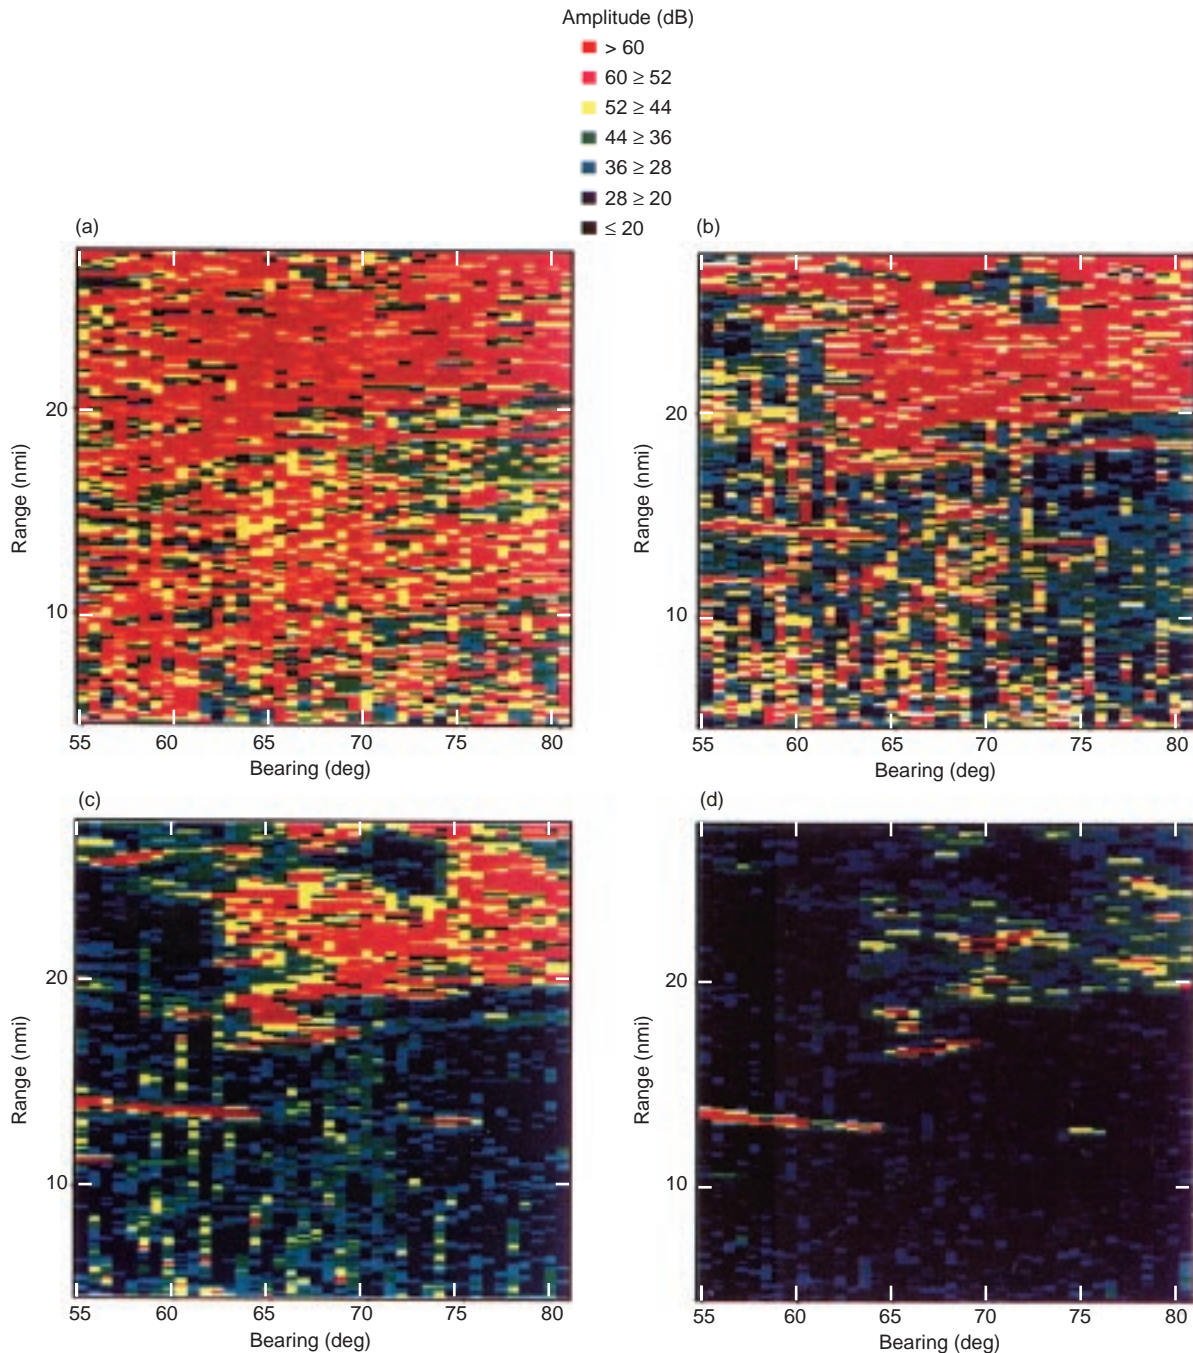 Amplitude (dB)
> 60
60 ≥ 52
52 ≥ 44
44 ≥ 36
36 ≥ 28
28 ≥ 20
≤ 20
(a)
Range (nmi)
20
10
55 60 65 70 75 80
Bearing (deg)
(b)
Range (nmi)
20
10
55 60 65 70 75 80
Bearing (deg)
(c)
Range (nmi)
20
10
55 60 65 70 75 80
Bearing (deg)
(d)
Range (nmi)
20
10
55 60 65 70 75 80
Bearing (deg)